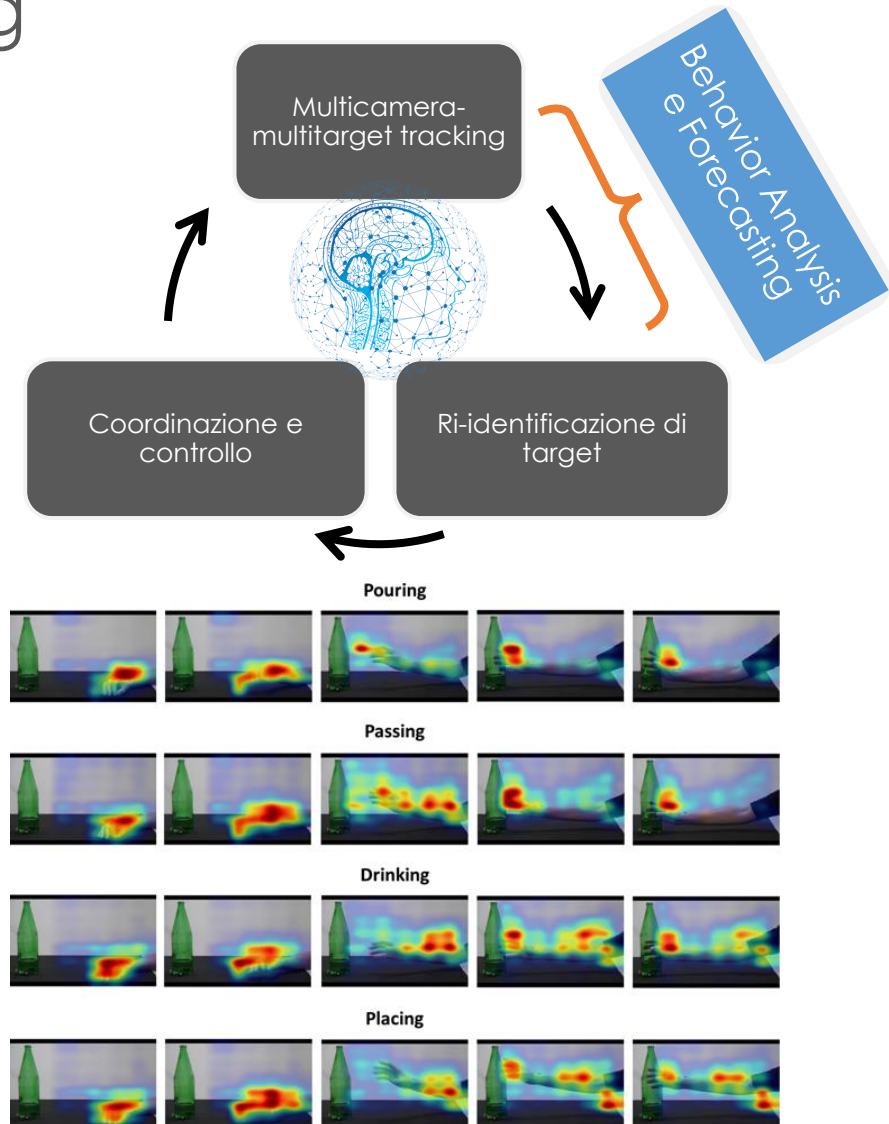 g
Multicamera-
multitarget tracking
Behavior Analysis
e Forecasting
Coordinazione e
controllo
Ri-identificazione di
target
Pouring
Passing
Drinking
Placing